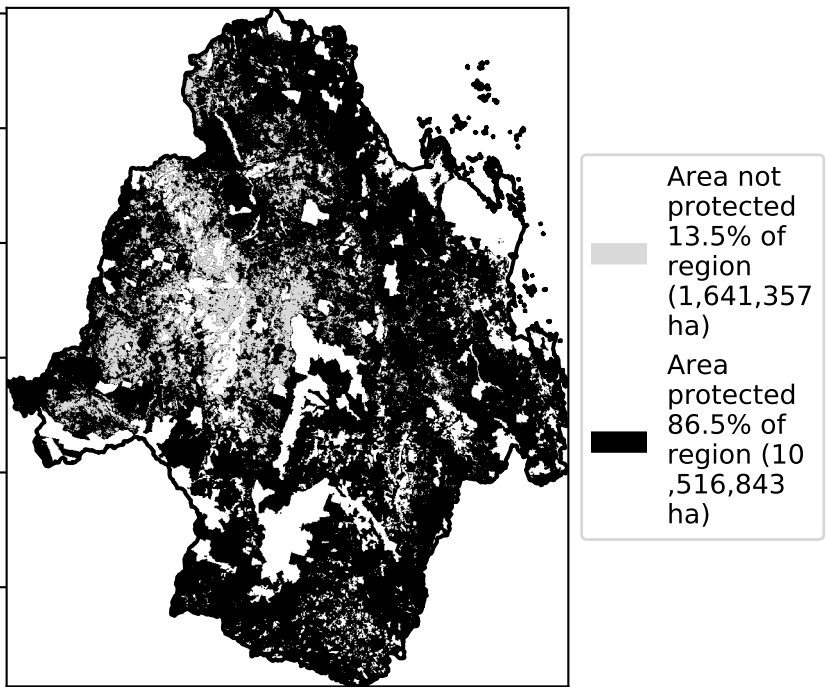 Area not
protected
13.5% of
region
(1,641,357
ha)
Area
protected
86.5% of
region (10
,516,843
ha)